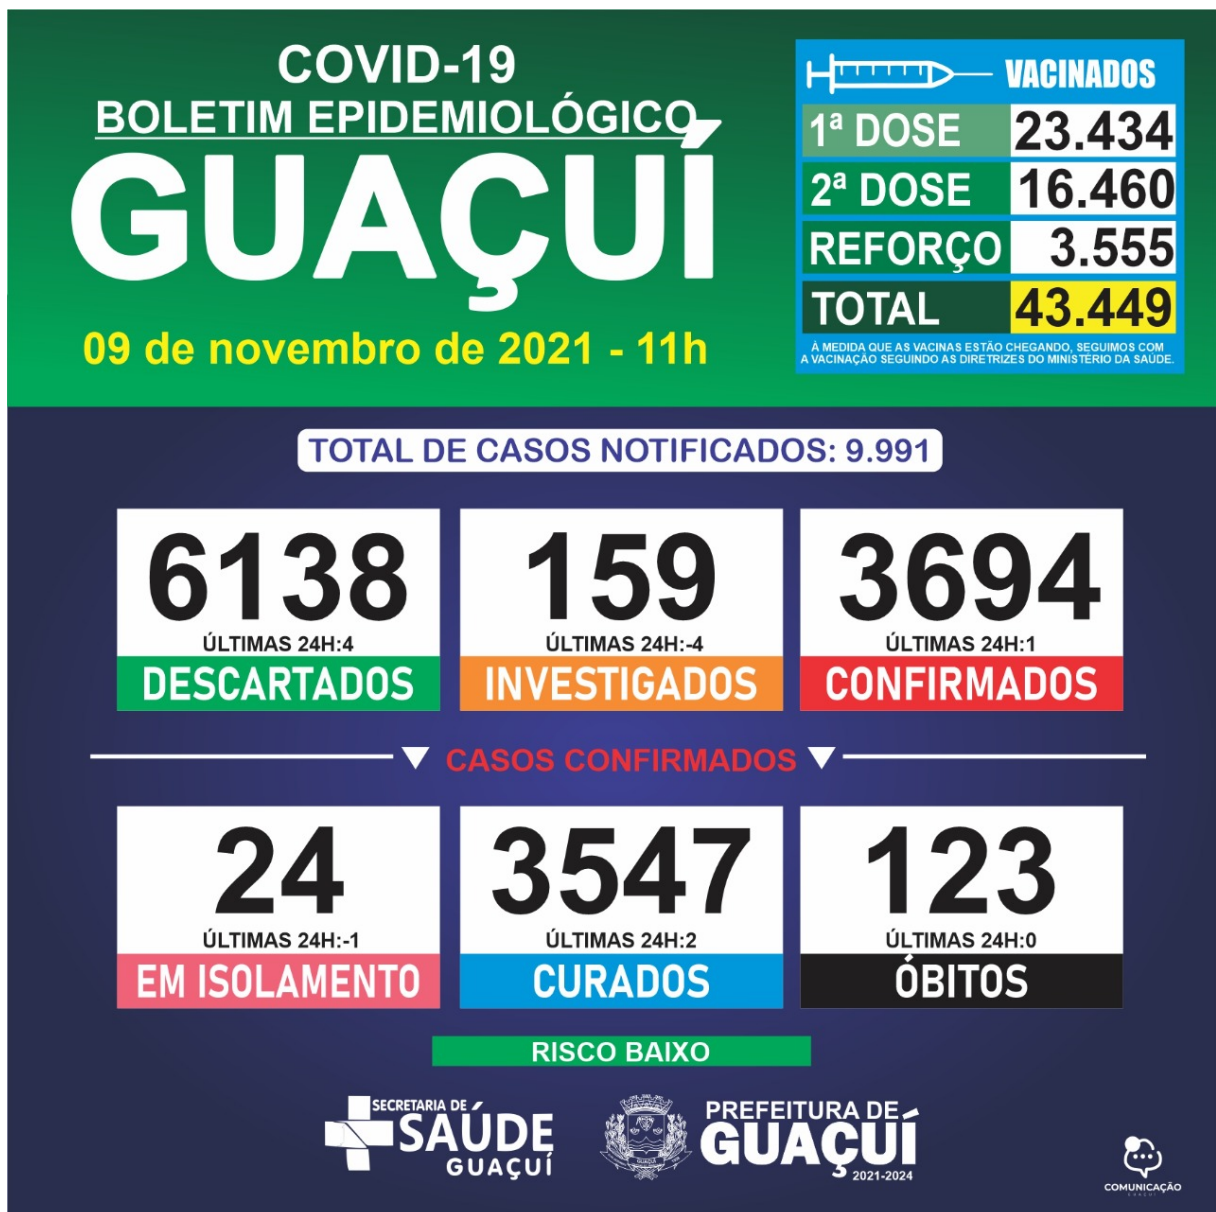 COVID-19
BOLETIM EPIDEMIOLÓGICO
GUAÇUÍ
09 de novembro de 2021 - 11h
VACINADOS
1ª DOSE 23.434
2ª DOSE 16.460
REFORÇO 3.555
TOTAL 43.449
À MEDIDA QUE AS VACINAS ESTÃO CHEGANDO, SEGUIMOS COM
A VACINAÇÃO SEGUINDO AS DIRETRIZES DO MINISTÉRIO DA SAÚDE.
TOTAL DE CASOS NOTIFICADOS: 9.991
6138
ÚLTIMAS 24H:4
DESCARTADOS
159
ÚLTIMAS 24H:-4
INVESTIGADOS
3694
ÚLTIMAS 24H:1
CONFIRMADOS
CASOS CONFIRMADOS
24
ÚLTIMAS 24H:-1
EM ISOLAMENTO
3547
ÚLTIMAS 24H:2
CURADOS
123
ÚLTIMAS 24H:0
ÓBITOS
RISCO BAIXO
SECRETARIA DE
SAÚDE
GUAÇUÍ
GUAÇUÍ
PREFEITURA DE
GUAÇUÍ
2021-2024
COMUNICAÇÃO